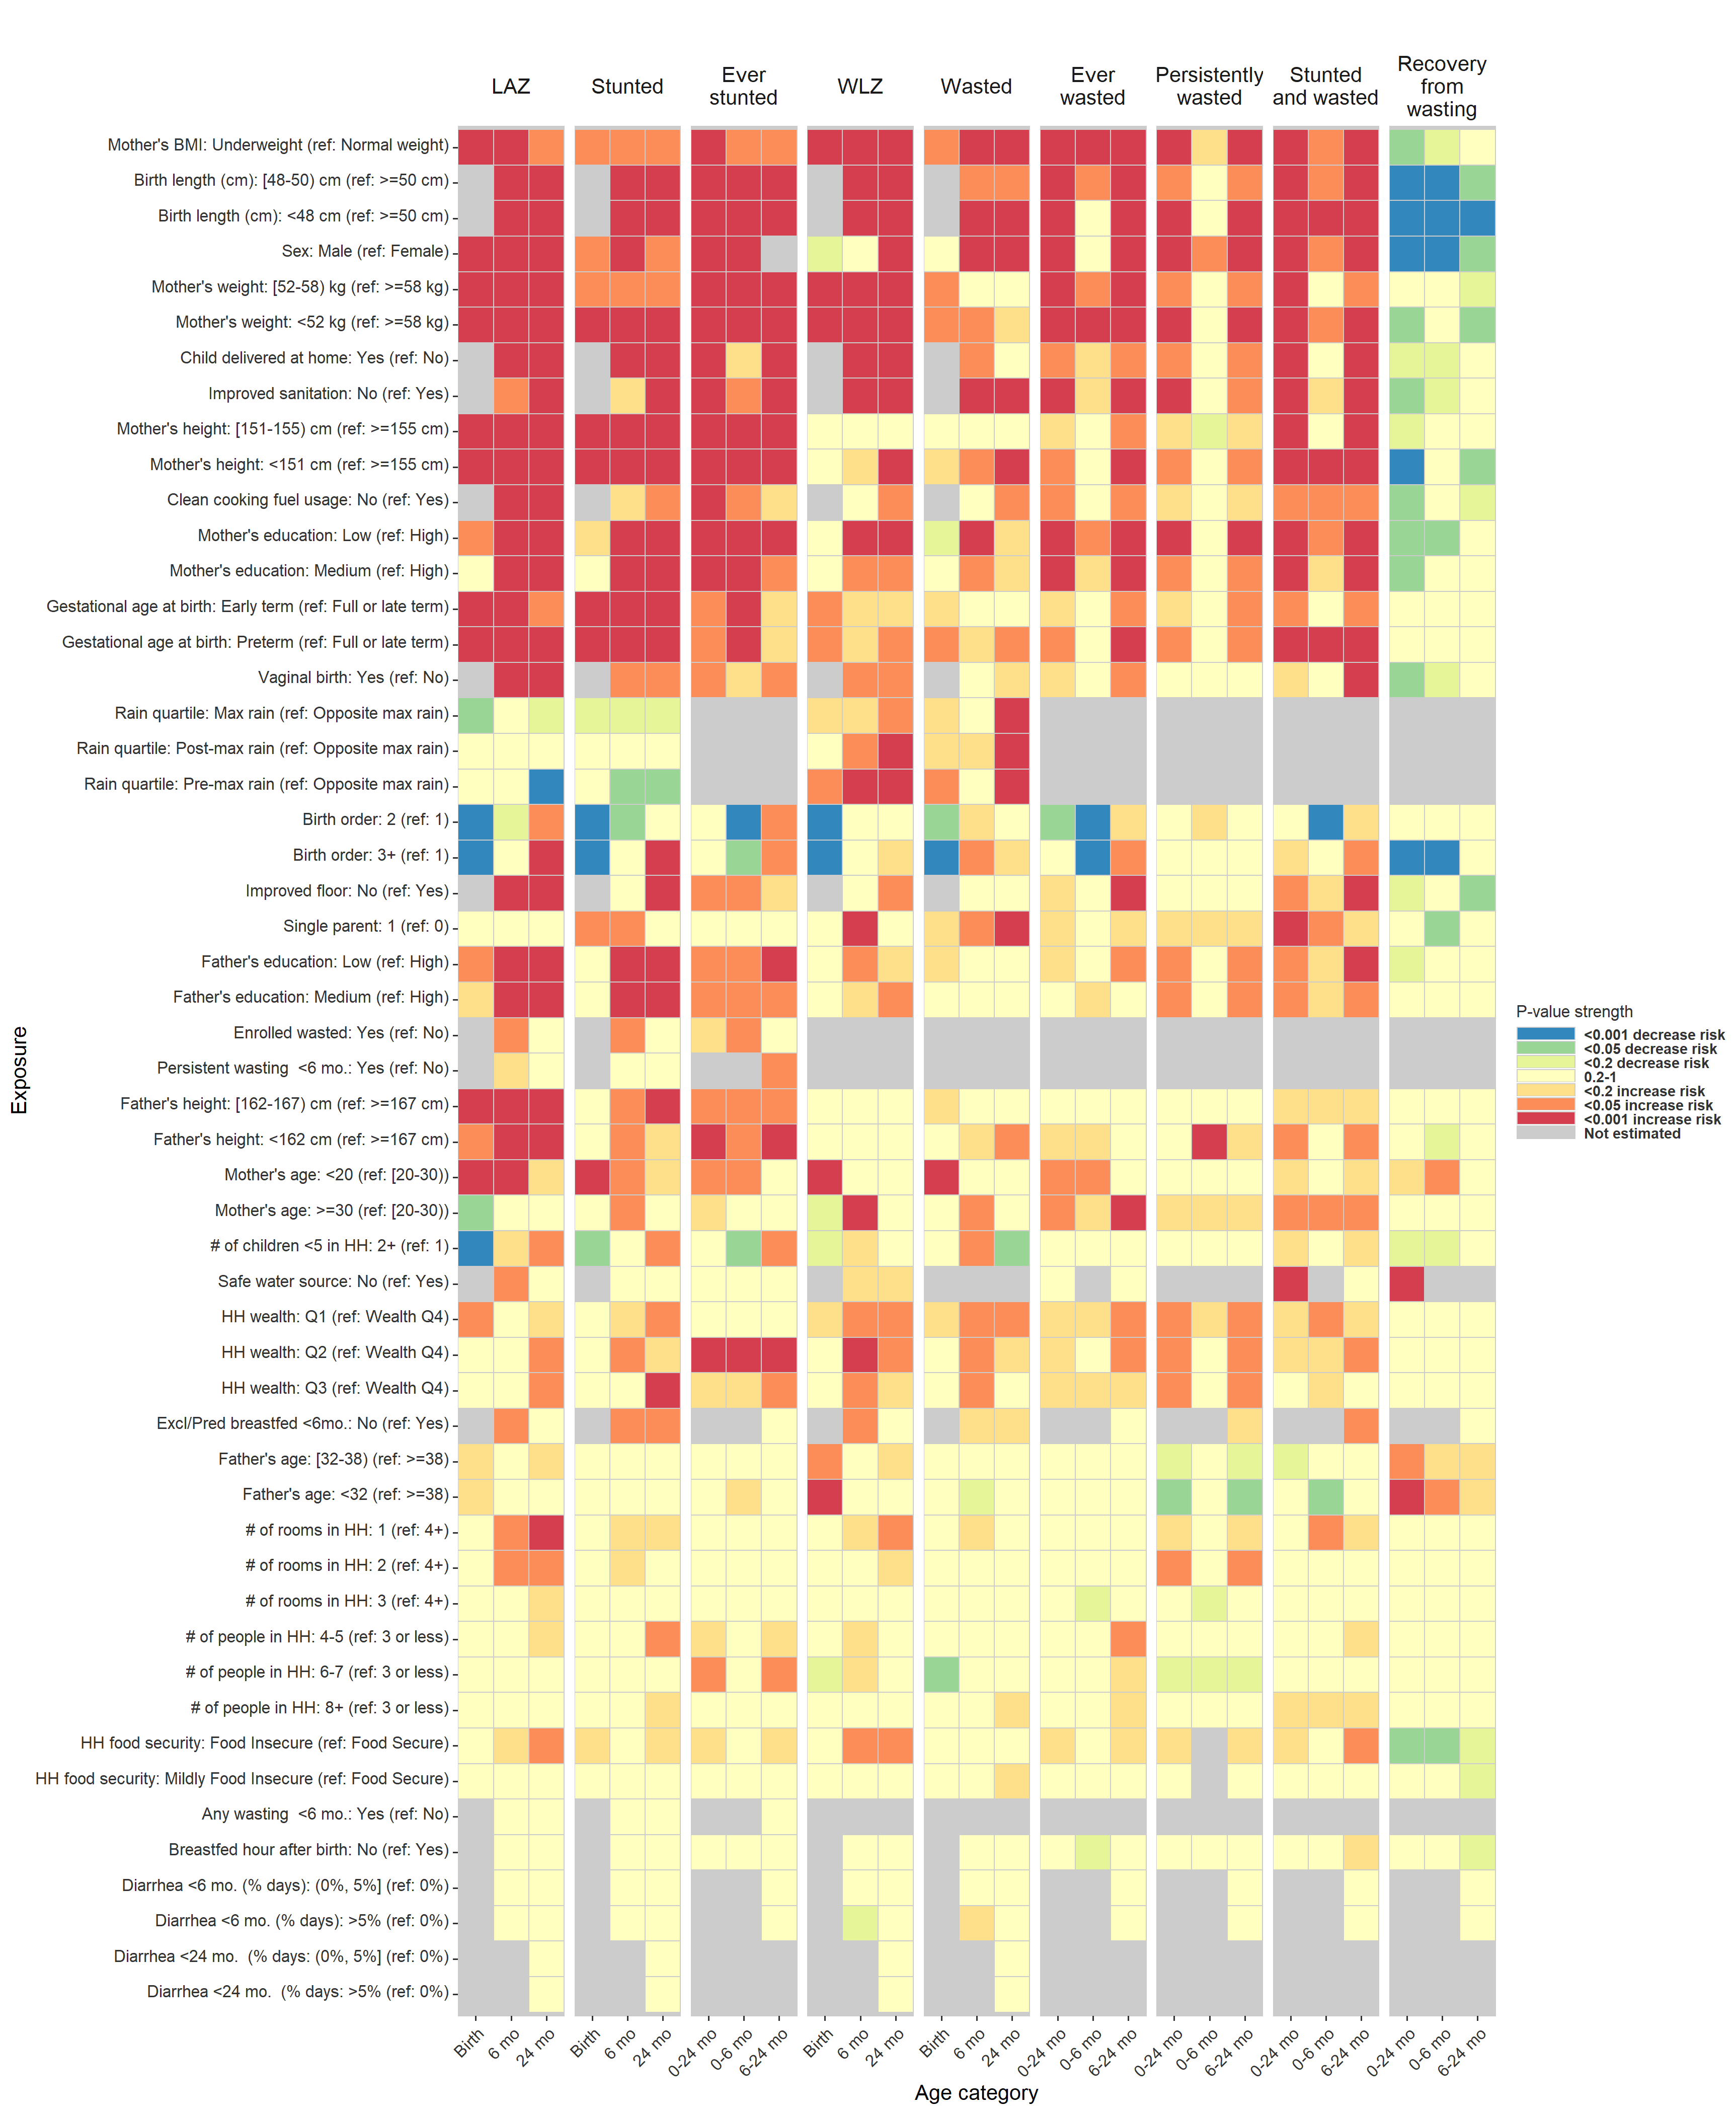 LAZ
Stunted
Ever
stunted
WLZ
Wasted
Ever
wasted
Persistently
wasted
Stunted
and wasted
Recovery
from
wasting
Exposure
Mother's BMI: Underweight (ref: Normal weight)
Birth length (cm): [48-50) cm (ref: >=50 cm)
Birth length (cm): <48 cm (ref: >=50 cm)
Sex: Male (ref: Female)
Mother's weight: [52-58) kg (ref: >=58 kg)
Mother's weight: <52 kg (ref: >=58 kg)
Child delivered at home: Yes (ref: No)
Improved sanitation: No (ref: Yes)
Mother's height: [151-155) cm (ref: >=155 cm)
Mother's height: <151 cm (ref: >=155 cm)
Clean cooking fuel usage: No (ref: Yes)
Mother's education: Low (ref: High)
Mother's education: Medium (ref: High)
Gestational age at birth: Early term (ref: Full or late term)
Gestational age at birth: Preterm (ref: Full or late term)
Vaginal birth: Yes (ref: No)
Rain quartile: Max rain (ref: Opposite max rain)
Rain quartile: Post-max rain (ref: Opposite max rain)
Rain quartile: Pre-max rain (ref: Opposite max rain)
Birth order: 2 (ref: 1)
Birth order: 3+ (ref: 1)
Improved floor: No (ref: Yes)
Single parent: 1 (ref: 0)
Father's education: Low (ref: High)
Father's education: Medium (ref: High)
Enrolled wasted: Yes (ref: No)
Persistent wasting  <6 mo.: Yes (ref: No)
Father's height: [162-167) cm (ref: >=167 cm)
Father's height: <162 cm (ref: >=167 cm)
Mother's age: <20 (ref: [20-30))
Mother's age: >=30 (ref: [20-30))
# of children <5 in HH: 2+ (ref: 1)
Safe water source: No (ref: Yes)
HH wealth: Q1 (ref: Wealth Q4)
HH wealth: Q2 (ref: Wealth Q4)
HH wealth: Q3 (ref: Wealth Q4)
Excl/Pred breastfed <6mo.: No (ref: Yes)
Father's age: [32-38) (ref: >=38)
Father's age: <32 (ref: >=38)
# of rooms in HH: 1 (ref: 4+)
# of rooms in HH: 2 (ref: 4+)
# of rooms in HH: 3 (ref: 4+)
# of people in HH: 4-5 (ref: 3 or less)
# of people in HH: 6-7 (ref: 3 or less)
# of people in HH: 8+ (ref: 3 or less)
HH food security: Food Insecure (ref: Food Secure)
HH food security: Mildly Food Insecure (ref: Food Secure)
Any wasting  <6 mo.: Yes (ref: No)
Breastfed hour after birth: No (ref: Yes)
Diarrhea <6 mo. (% days): (0%, 5%] (ref: 0%)
Diarrhea <6 mo. (% days): >5% (ref: 0%)
Diarrhea <24 mo.  (% days: (0%, 5%] (ref: 0%)
Diarrhea <24 mo.  (% days: >5% (ref: 0%)
P-value strength
<0.001 decrease risk
<0.05 decrease risk
<0.2 decrease risk
0.2-1
<0.2 increase risk
<0.05 increase risk
<0.001 increase risk
Not estimated
Birth 6 mo 24 mo Birth 6 mo 24 mo 0-24 mo 0-6 mo 6-24 mo Birth 6 mo 24 mo Birth 6 mo 24 mo 0-24 mo 0-6 mo 6-24 mo 0-24 mo 0-6 mo 6-24 mo 0-24 mo 0-6 mo 6-24 mo 0-24 mo 0-6 mo 6-24 mo
Age category